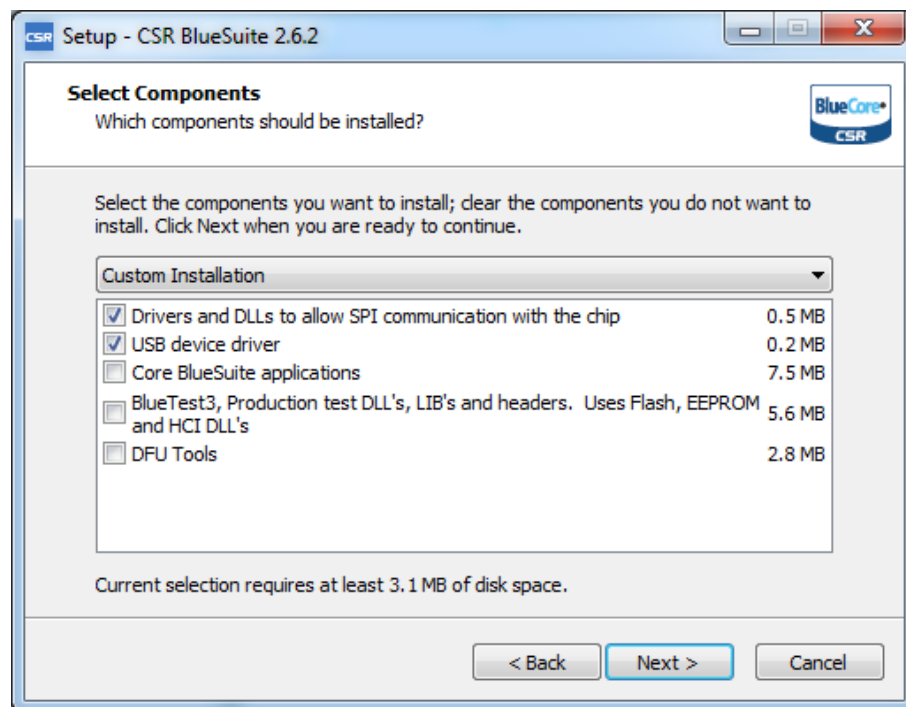 CSR Setup - CSR BlueSuite 2.6.2
Select Components
Which components should be installed?
BlueCore
CSR
Select the components you want to install; clear the components you do not want to
install. Click Next when you are ready to continue.
Custom Installation
Drivers and DLLs to allow SPI communication with the chip 0.5 MB
USB device driver 0.2 MB
Core BlueSuite applications 7.5 MB
BlueTest3, Production test DLL's, LIB's and headers. Uses Flash, EEPROM
and HCI DLL's 5.6 MB
DFU Tools 2.8 MB
Current selection requires at least 3.1 MB of disk space.
< Back Next > Cancel